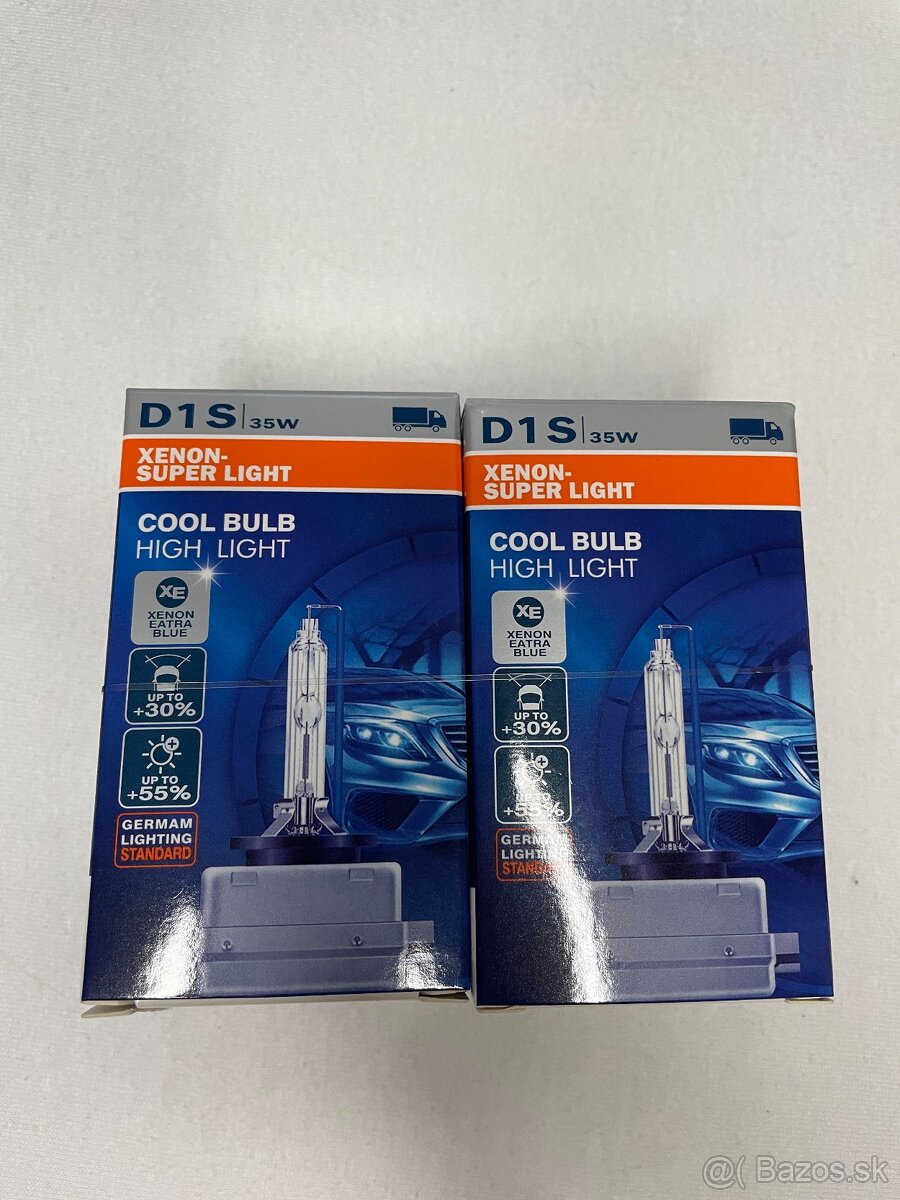 D1S 35W
XENON-
SUPER LIGHT
COOL BULB
HIGH LIGHT
XE
XENON
EATRA
BLUE
UP TO
+30%
UP TO
+55%
GERMAM
LIGHTING
STANDARD
D1S 35W
XENON-
SUPER LIGHT
COOL BULB
HIGH LIGHT
XE
XENON
EATRA
BLUE
UP TO
+30%
GERMAM
LIGHTING
@( Bazos.sk